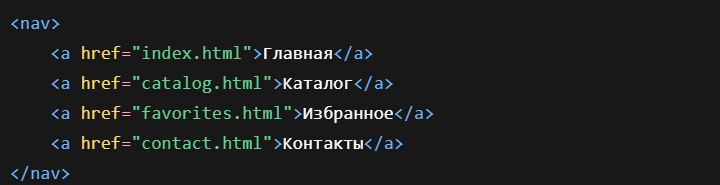 <nav>
    <a href="index.html">Главная</a>
    <a href="catalog.html">Каталог</a>
    <a href="favorites.html">Избранное</a>
    <a href="contact.html">Контакты</a>
</nav>